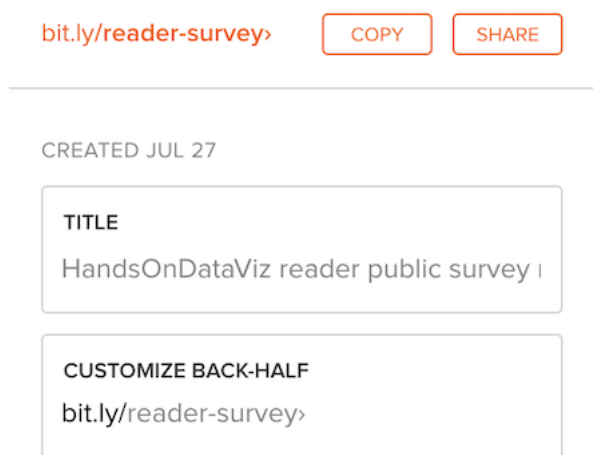 bit.ly/reader-survey› COPY SHARE
CREATED JUL 27
TITLE
HandsOnDataViz reader public survey
CUSTOMIZE BACK-HALF
bit.ly/reader-survey›